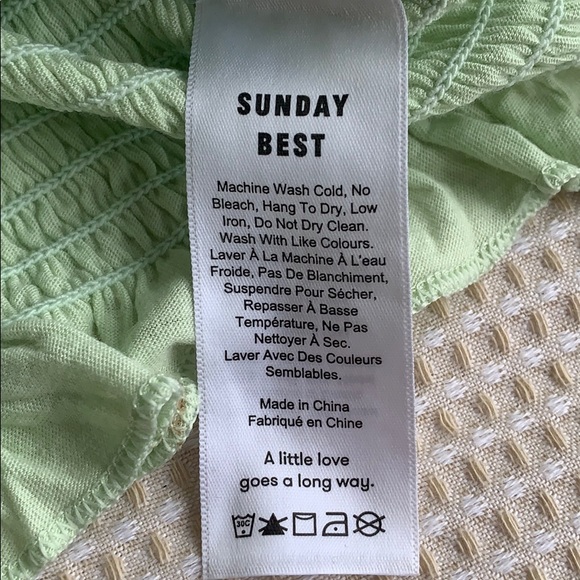 SUNDAY
BEST
Machine Wash Cold, No
Bleach, Hang To Dry, Low
Iron, Do Not Dry Clean.
Wash With Like Colours.
Laver À La Machine À L'eau
Froide, Pas De Blanchiment,
Suspendre Pour Sécher,
Repasser À Basse
Température, Ne Pas
Nettoyer À Sec.
Laver Avec Des Couleurs
Semblables.
Made in China
Fabriqué en Chine
A little love
goes a long way.
30C